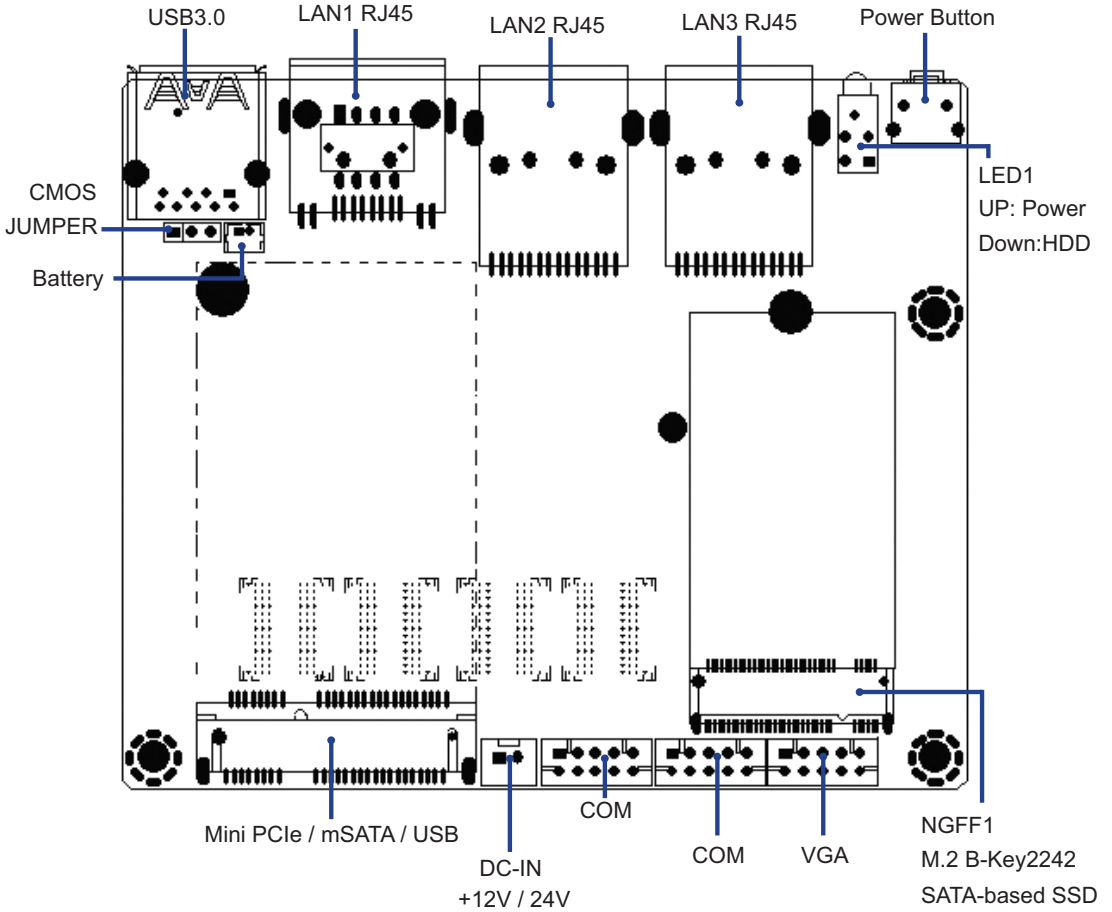 USB3.0
LAN1 RJ45
LAN2 RJ45
LAN3 RJ45
Power Button
CMOS
JUMPER
Battery
LED1
UP: Power
Down:HDD
Mini PCIe / mSATA / USB
DC-IN
+12V / 24V
COM
COM
VGA
NGFF1
M.2 B-Key2242
SATA-based SSD